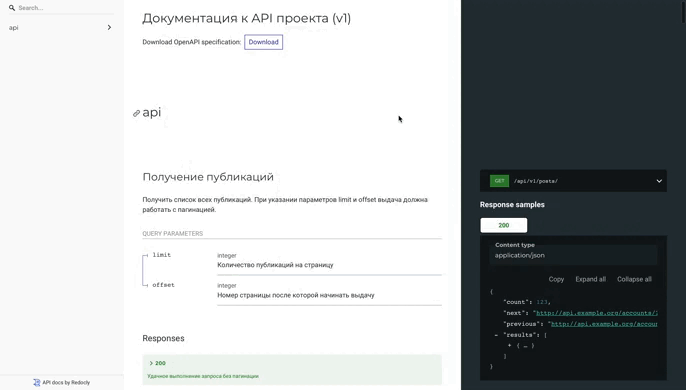 Search...
api
API docs by Redocly
Документация к API проекта (v1)
Download OpenAPI specification:
Download
api
Получение публикаций
Получить список всех публикаций. При указании параметров limit и offset выдача должна
работать с пагинацией.
QUERY PARAMETERS
limit
integer
Количество публикаций на страницу
offset
integer
Номер страницы после которой начинать выдачу
Responses
200
Удачное выполнение запроса без пагинации
GET /api/v1/posts/
Response samples
200
Content type
application/json
Copy Expand all Collapse all
{
"count": 123,
"next": "http://api.example.org/accounts/
"previous": "http://api.example.org/accoun
- "results": [
+ { … }
]
}